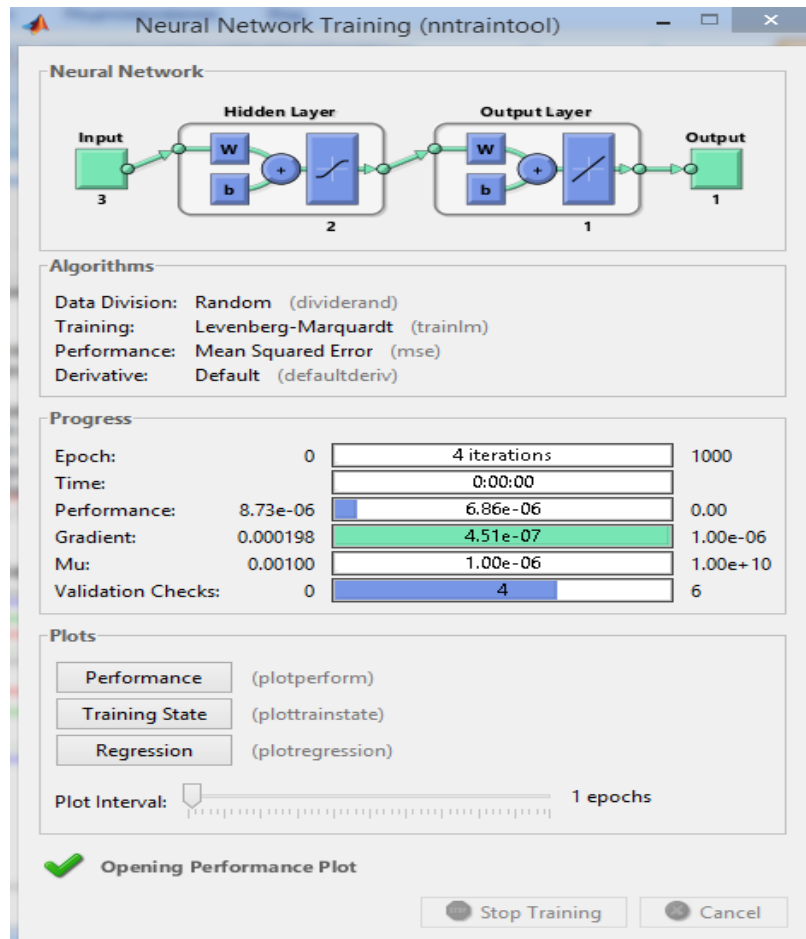 Neural Network Training (nntraintool)
Neural Network
Hidden Layer
Output Layer
Input
Output
W
b
+
W
b
+
3
2
1
1
Algorithms
Data Division: Random (dividerand)
Training: Levenberg-Marquardt (trainlm)
Performance: Mean Squared Error (mse)
Derivative: Default (defaultderiv)
Progress
Epoch: 0 4 iterations 1000
Time: 0:00:00
Performance: 8.73e-06 6.86e-06 0.00
Gradient: 0.000198 4.51e-07 1.00e-06
Mu: 0.00100 1.00e-06 1.00e+10
Validation Checks: 0 4 6
Plots
Performance (plotperform)
Training State (plottrainstate)
Regression (plotregression)
Plot Interval: 1 epochs
Opening Performance Plot
Stop Training Cancel